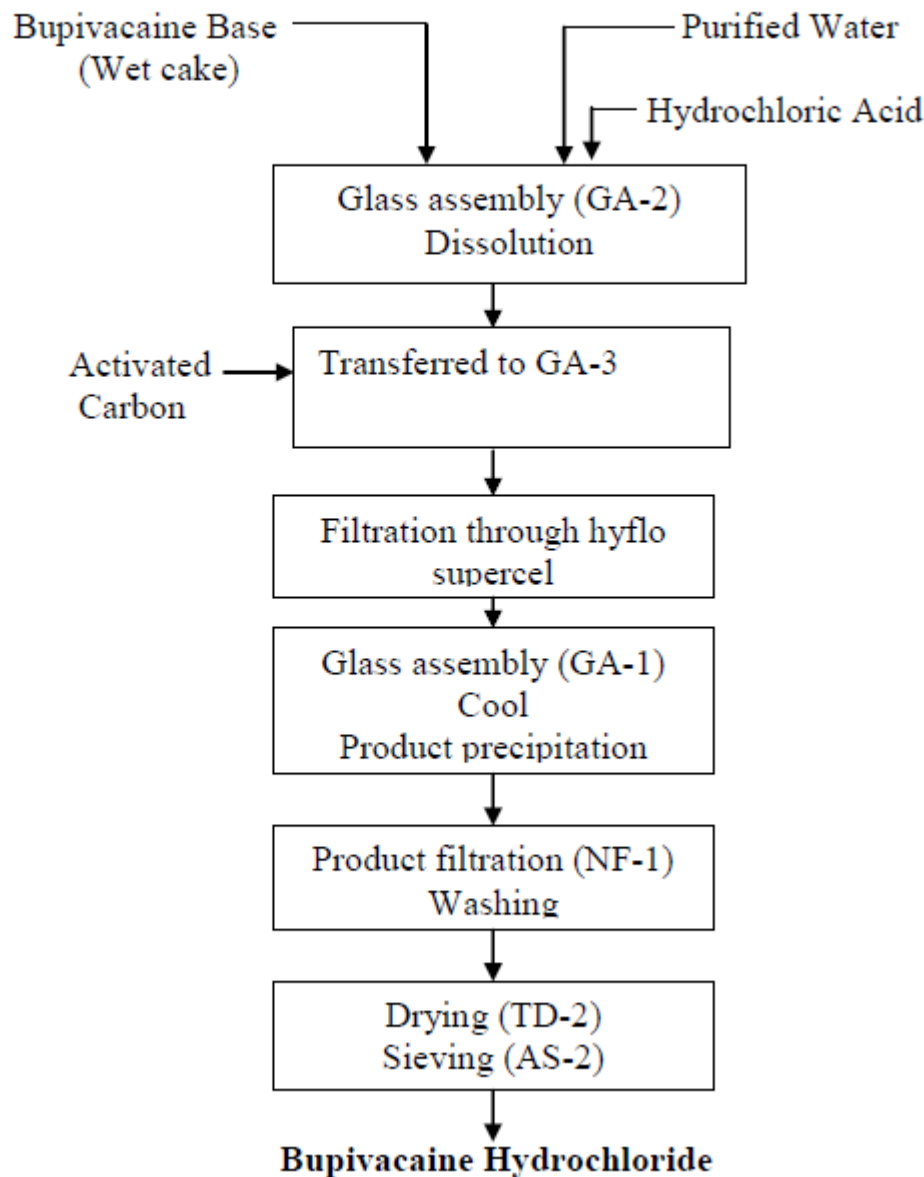 Bupivacaine Base
(Wet cake)
Purified Water
Hydrochloric Acid
Glass assembly (GA-2)
Dissolution
Activated
Carbon
Transferred to GA-3
Filtration through hyflo
supercel
Glass assembly (GA-1)
Cool
Product precipitation
Product filtration (NF-1)
Washing
Drying (TD-2)
Sieving (AS-2)
Bupivacaine Hydrochloride